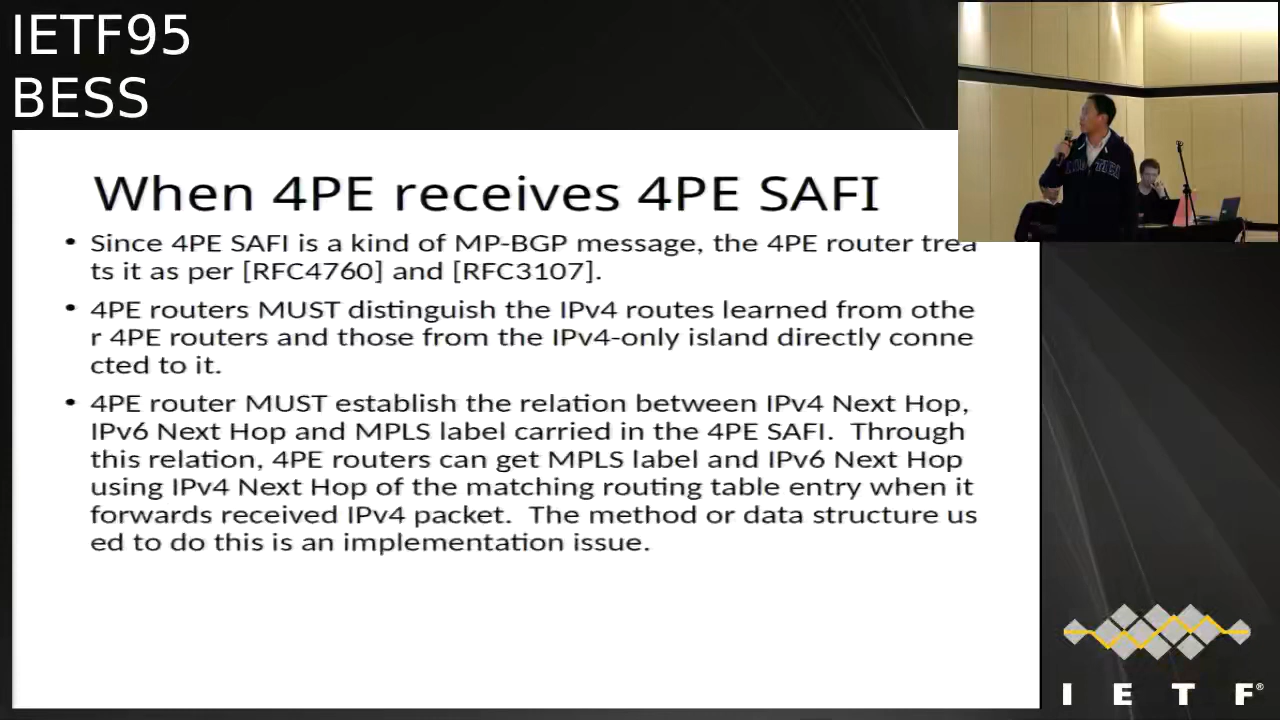 IETF95
BESS
When 4PE receives 4PE SAFI
• Since 4PE SAFI is a kind of MP-BGP message, the 4PE router trea
ts it as per [RFC4760] and [RFC3107].
• 4PE routers MUST distinguish the IPv4 routes learned from othe
r 4PE routers and those from the IPv4-only island directly conne
cted to it.
• 4PE router MUST establish the relation between IPv4 Next Hop,
IPv6 Next Hop and MPLS label carried in the 4PE SAFI.  Through
this relation, 4PE routers can get MPLS label and IPv6 Next Hop
using IPv4 Next Hop of the matching routing table entry when it
forwards received IPv4 packet.  The method or data structure us
ed to do this is an implementation issue.
I E T F®